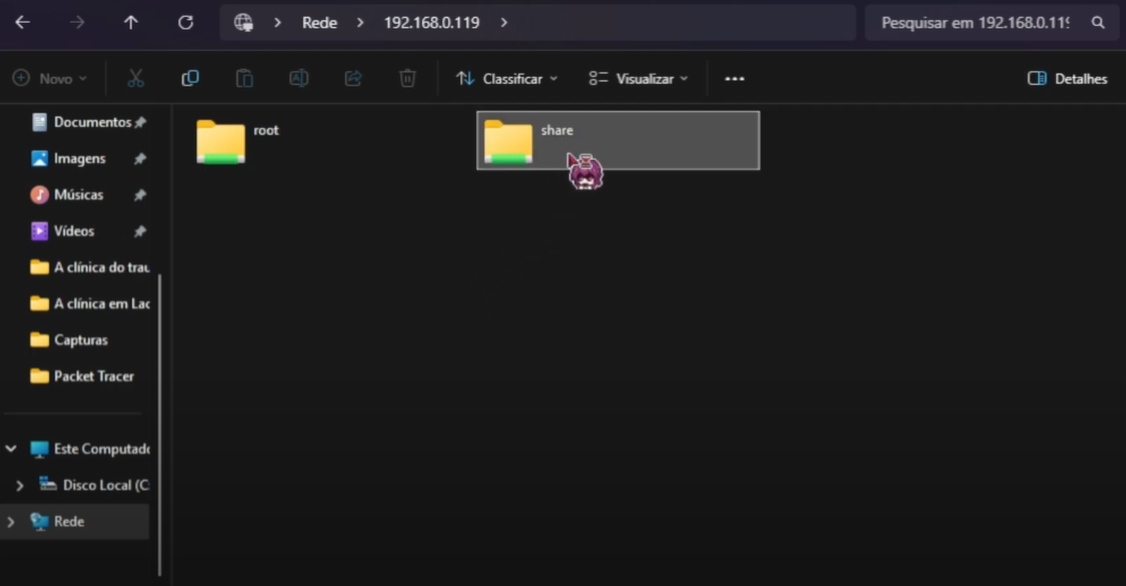 Rede > 192.168.0.119 >
Pesquisar em 192.168.0.119
Novo
Classificar
Visualizar
Detalhes
Documentos
root
share
Imagens
Músicas
Vídeos
A clínica do trau
A clínica em Lac
Capturas
Packet Tracer
Este Computado
Disco Local (C:
Rede